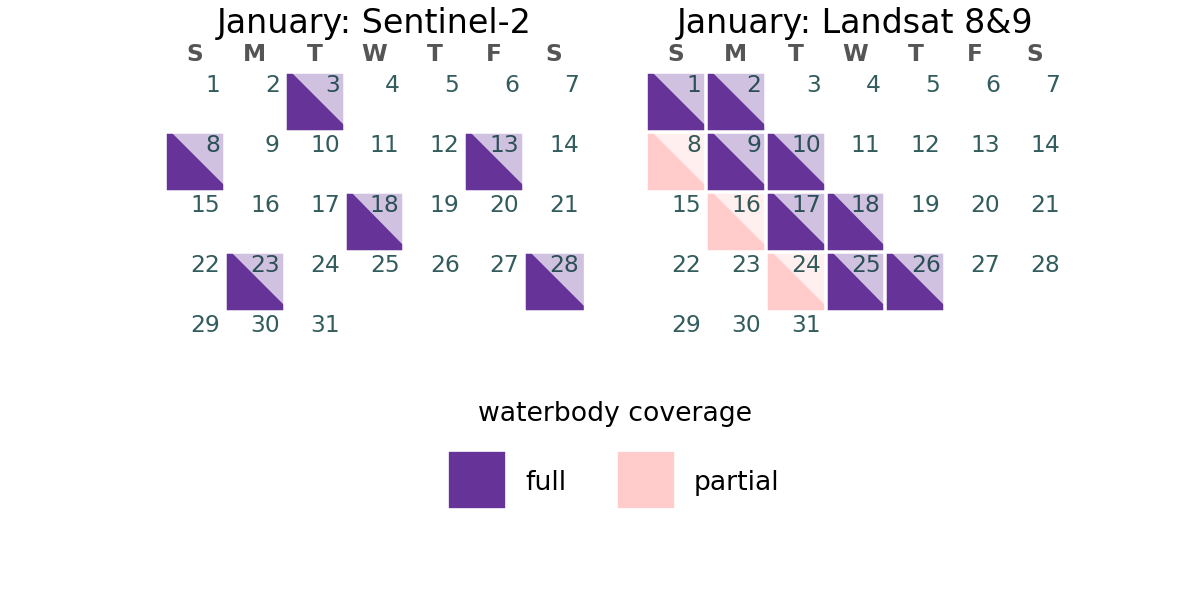 January: Sentinel-2
S M T W T F S
1 2 3 4 5 6 7
8 9 10 11 12 13 14
15 16 17 18 19 20 21
22 23 24 25 26 27 28
29 30 31
January: Landsat 8&9
S M T W T F S
1 2 3 4 5 6 7
8 9 10 11 12 13 14
15 16 17 18 19 20 21
22 23 24 25 26 27 28
29 30 31
waterbody coverage
full
partial